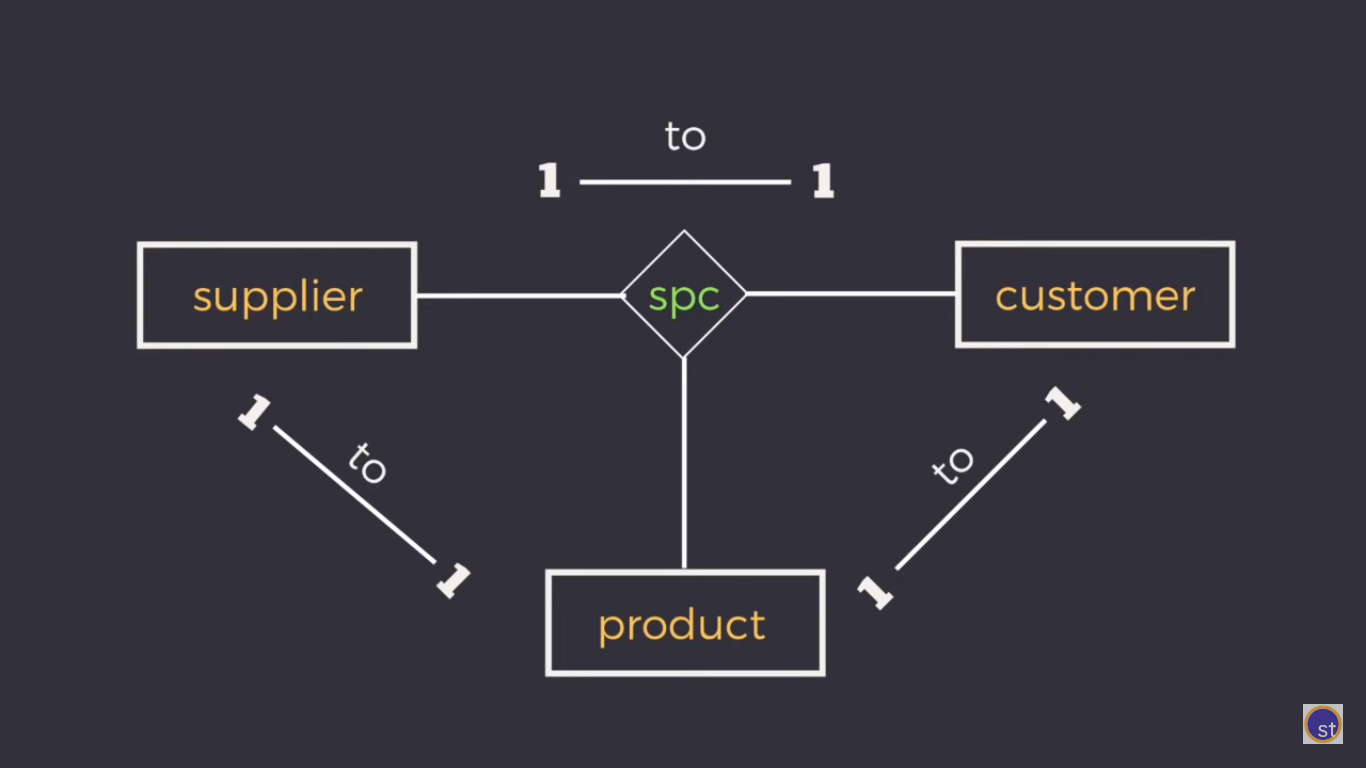 to
1 1
supplier spc customer
1 to 1
1 to 1
product
st